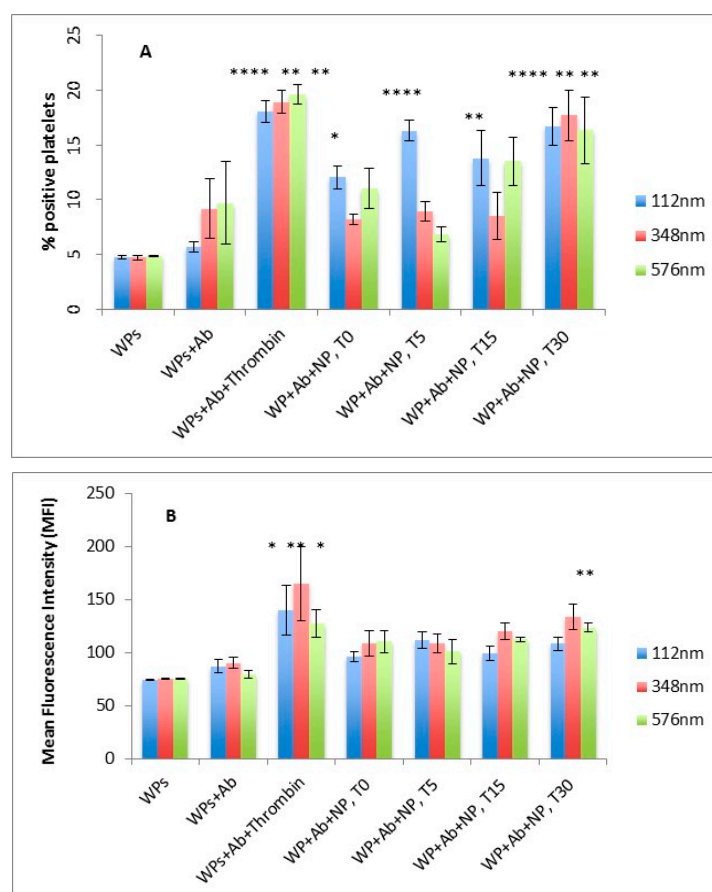 A
% positive platelets
25
20
15
10
5
0
**** ** **
*
****
**
**** ** **
WPs
WPs+Ab
WPs+Ab+Thrombin
WP+Ab+NP, T0
WP+Ab+NP, T5
WP+Ab+NP, T15
WP+Ab+NP, T30
112nm
348nm
576nm
B
Mean Fluorescence Intensity (MFI)
250
200
150
100
50
0
* ** *
**
WPs
WPs+Ab
WPs+Ab+Thrombin
WP+Ab+NP, T0
WP+Ab+NP, T5
WP+Ab+NP, T15
WP+Ab+NP, T30
112nm
348nm
576nm